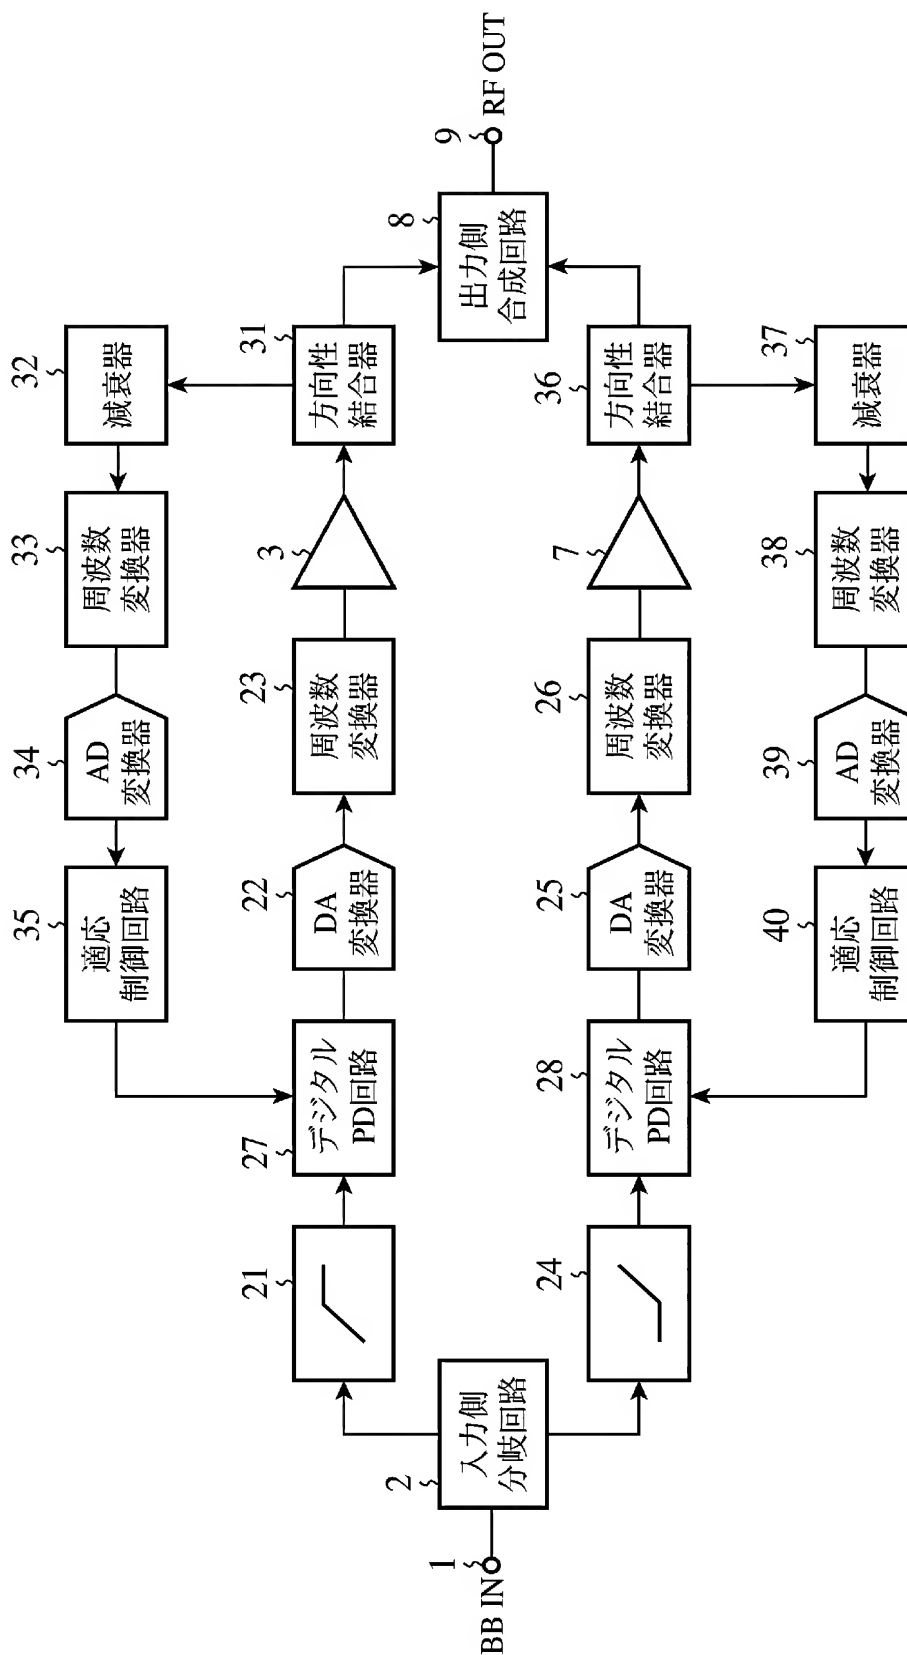 32
減衰器
33
周波数
変換器
34
AD
変換器
35
適応
制御回路
21
27
デジタル
PD回路
22
DA
変換器
23
周波数
変換器
3
31
方向性
結合器
BB IN
1
2
入力側
分岐回路
8
出力側
合成回路
9
RF OUT
24
28
デジタル
PD回路
25
DA
変換器
26
周波数
変換器
7
36
方向性
結合器
37
減衰器
38
周波数
変換器
39
AD
変換器
40
適応
制御回路